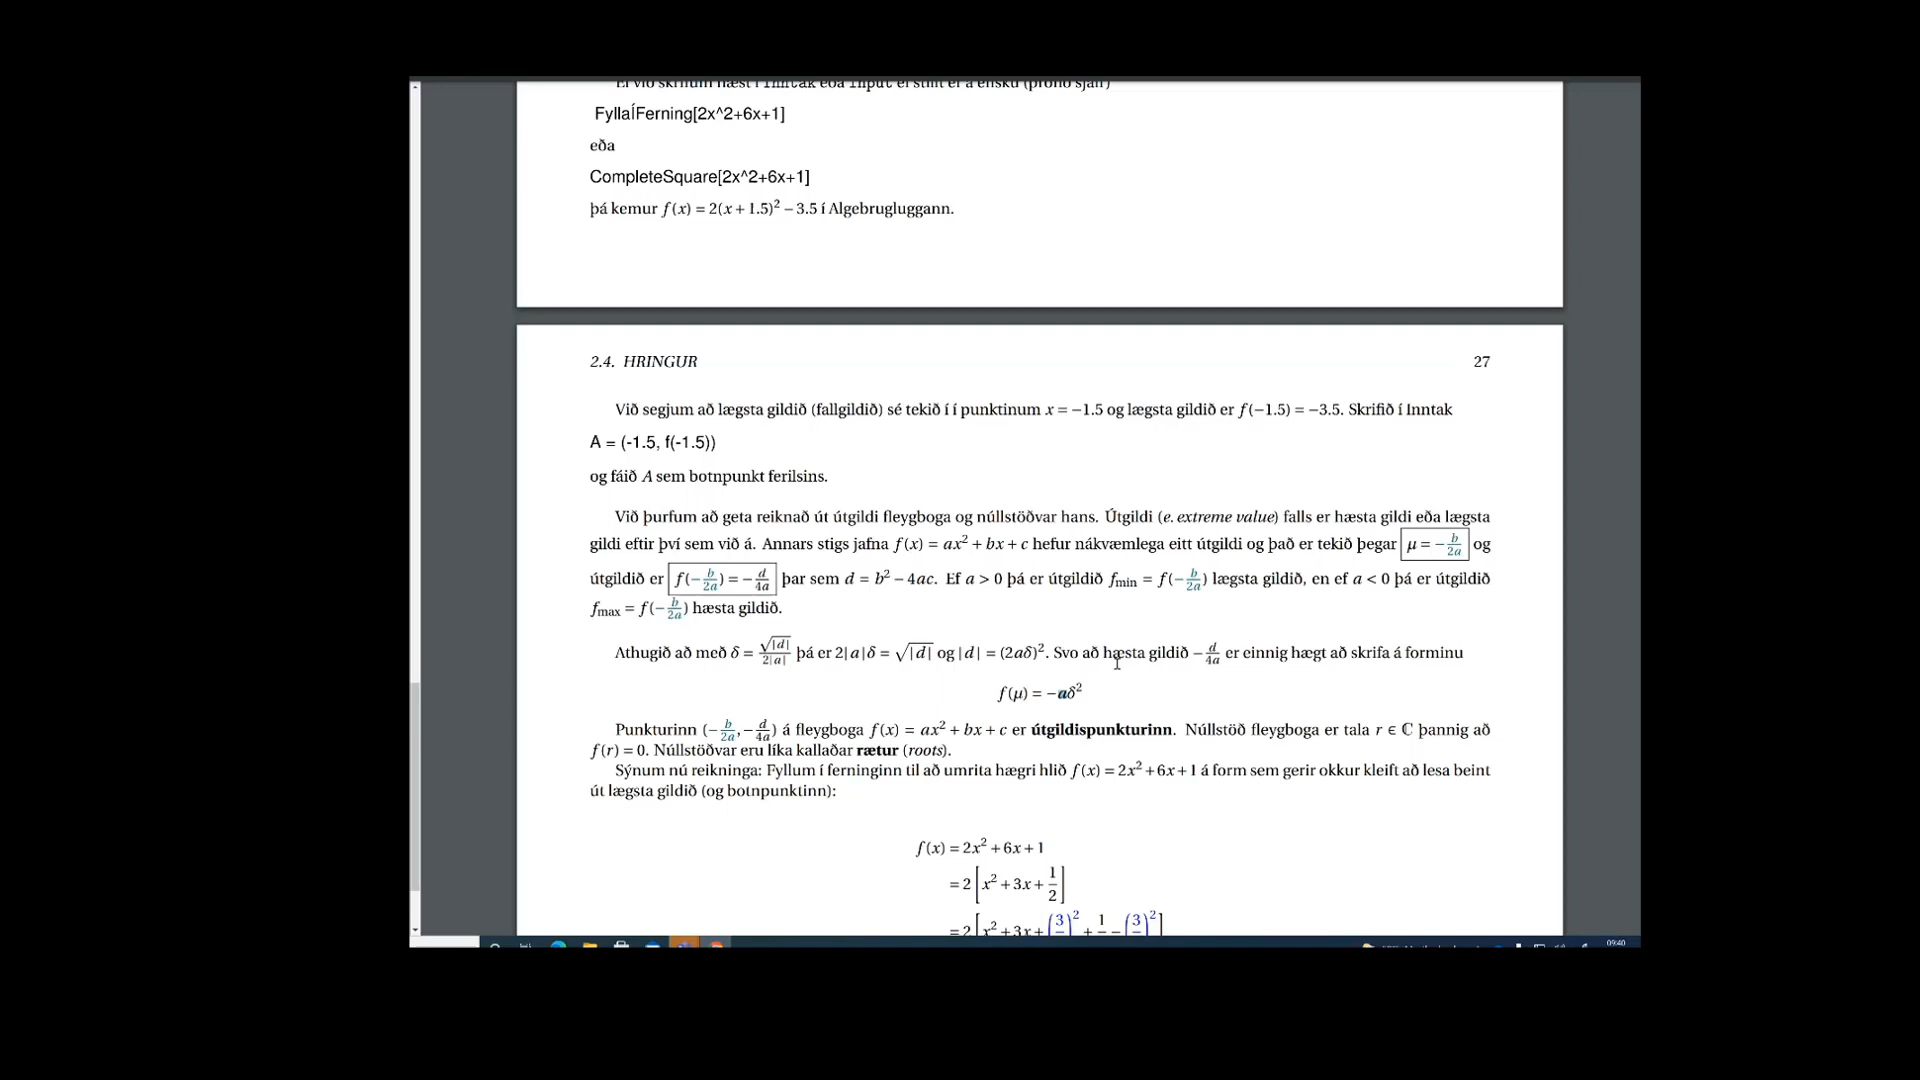 FyllaÍFerning[2x^2+6x+1]
eða
CompleteSquare[2x^2+6x+1]
þá kemur f(x) = 2(x + 1.5)² − 3.5 í Algebrugluggann.
2.4. HRINGUR 27
Við segjum að lægsta gildið (fallgildið) sé tekið í í punktinum x = −1.5 og lægsta gildið er f(−1.5) = −3.5. Skrifið í Inntak
A = (-1.5, f(-1.5))
og fáið A sem botnpunkt ferilsins.
Við þurfum að geta reiknað út útgildi fleygboga og núllstöðvar hans. Útgildi (e. extreme value) falls er hæsta gildi eða lægsta
gildi eftir því sem við á. Annars stigs jafna f(x) = ax² + bx + c hefur nákvæmlega eitt útgildi og það er tekið þegar μ = −b/2a og
útgildið er f(−b/2a) = −d/4a þar sem d = b² − 4ac. Ef a > 0 þá er útgildið fmin = f(−b/2a) lægsta gildið, en ef a < 0 þá er útgildið
fmax = f(−b/2a) hæsta gildið.
Athugið að með δ = √|d|/2|a| þá er 2|a|δ = √|d| og |d| = (2aδ)². Svo að hæsta gildið −d/4a er einnig hægt að skrifa á forminu
f(μ) = −aδ²
Punkturinn (−b/2a, −d/4a) á fleygboga f(x) = ax² + bx + c er útgildispunkturinn. Núllstöð fleygboga er tala r ∈ ℂ þannig að
f(r) = 0. Núllstöðvar eru líka kallaðar rætur (roots).
Sýnum nú reikninga: Fyllum í ferninginn til að umrita hægri hlið f(x) = 2x² + 6x + 1 á form sem gerir okkur kleift að lesa beint
út lægsta gildið (og botnpunktinn):
f(x) = 2x² + 6x + 1
= 2[x² + 3x + 1/2]
09:40